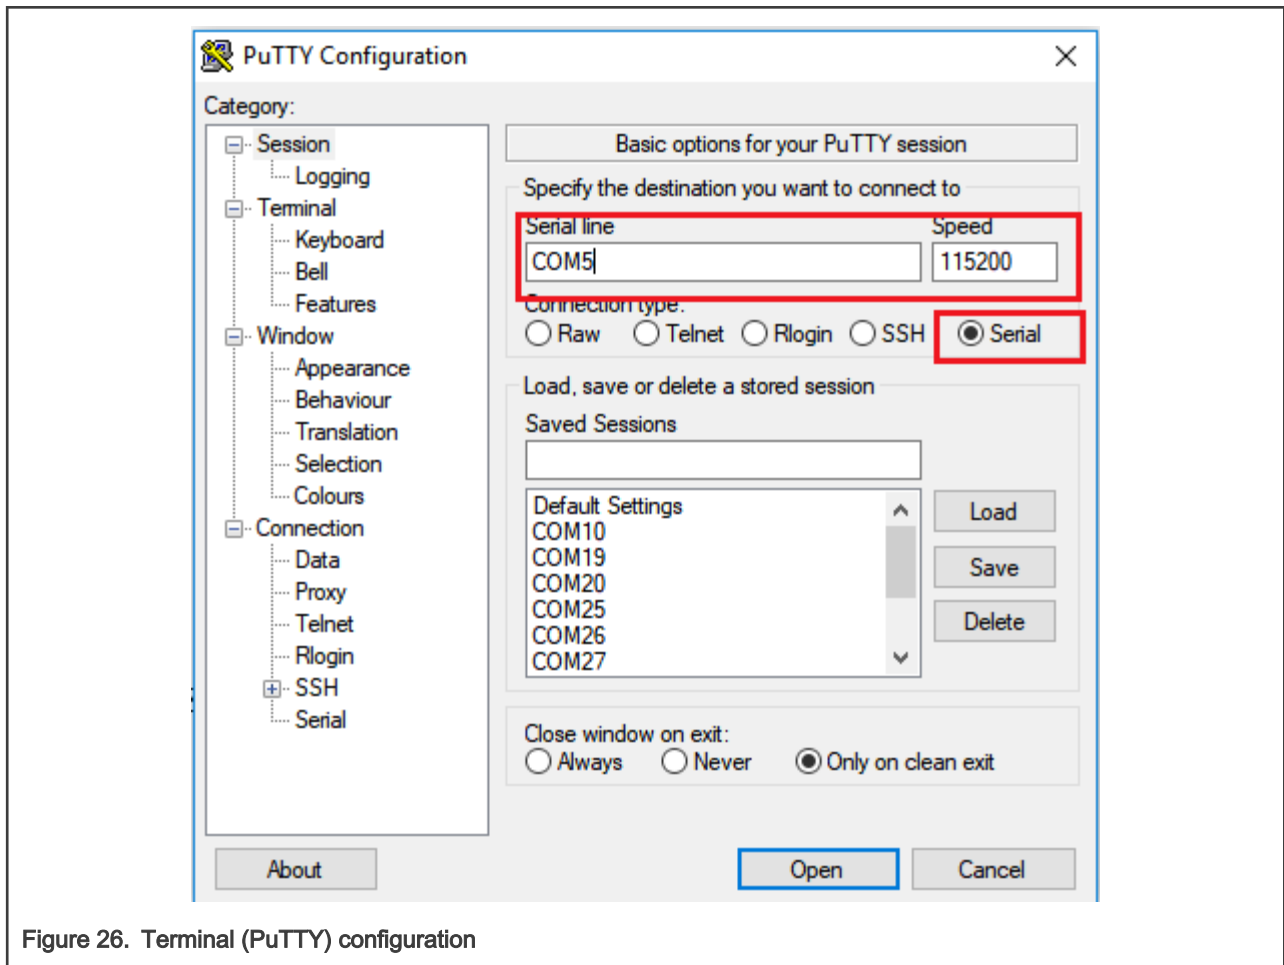 PuTTY Configuration
Category:
Session
Logging
Terminal
Keyboard
Bell
Features
Window
Appearance
Behaviour
Translation
Selection
Colours
Connection
Data
Proxy
Telnet
Rlogin
SSH
Serial
Basic options for your PuTTY session
Specify the destination you want to connect to
Serial line Speed
COM5 115200
Connection type:
Raw Telnet Rlogin SSH Serial
Load, save or delete a stored session
Saved Sessions
Default Settings
COM10
COM19
COM20
COM25
COM26
COM27
Load
Save
Delete
Close window on exit:
Always Never Only on clean exit
About Open Cancel
Figure 26. Terminal (PuTTY) configuration